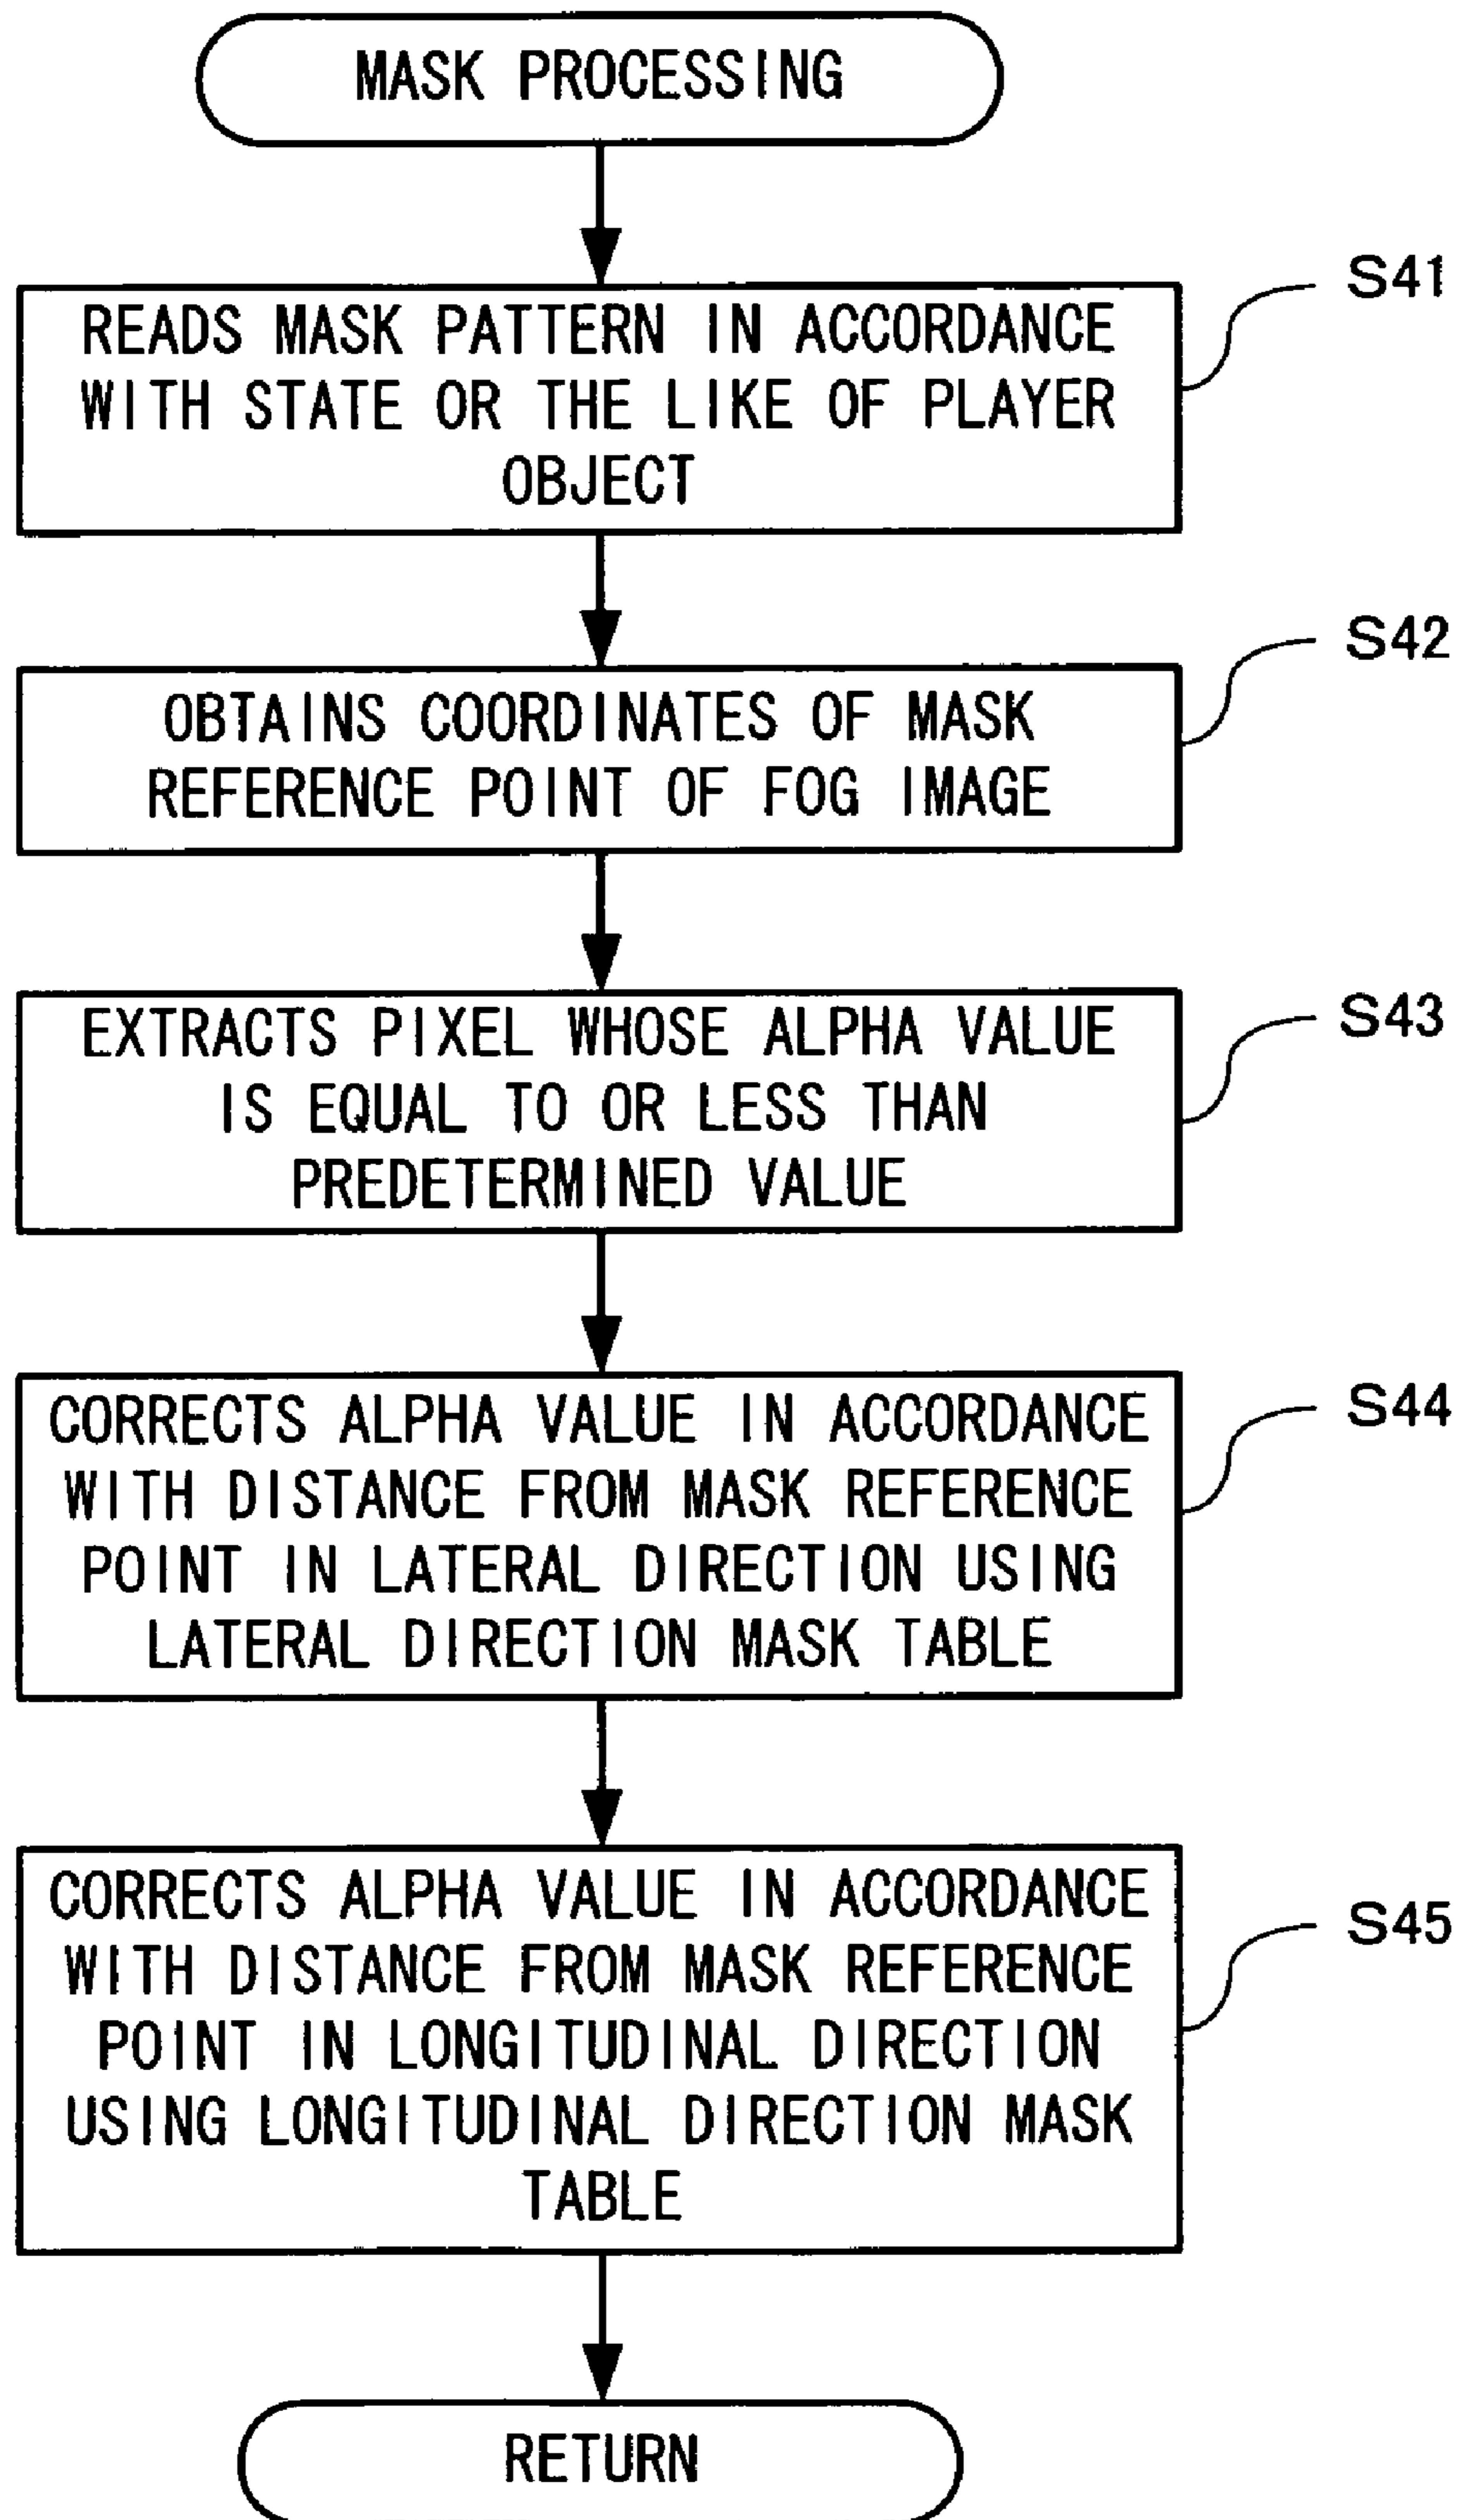 MASK PROCESSING
S41
READS MASK PATTERN IN ACCORDANCE
WITH STATE OR THE LIKE OF PLAYER
OBJECT
S42
OBTAINS COORDINATES OF MASK
REFERENCE POINT OF FOG IMAGE
S43
EXTRACTS PIXEL WHOSE ALPHA VALUE
IS EQUAL TO OR LESS THAN
PREDETERMINED VALUE
S44
CORRECTS ALPHA VALUE IN ACCORDANCE
WITH DISTANCE FROM MASK REFERENCE
POINT IN LATERAL DIRECTION USING
LATERAL DIRECTION MASK TABLE
S45
CORRECTS ALPHA VALUE IN ACCORDANCE
WITH DISTANCE FROM MASK REFERENCE
POINT IN LONGITUDINAL DIRECTION
USING LONGITUDINAL DIRECTION MASK
TABLE
RETURN